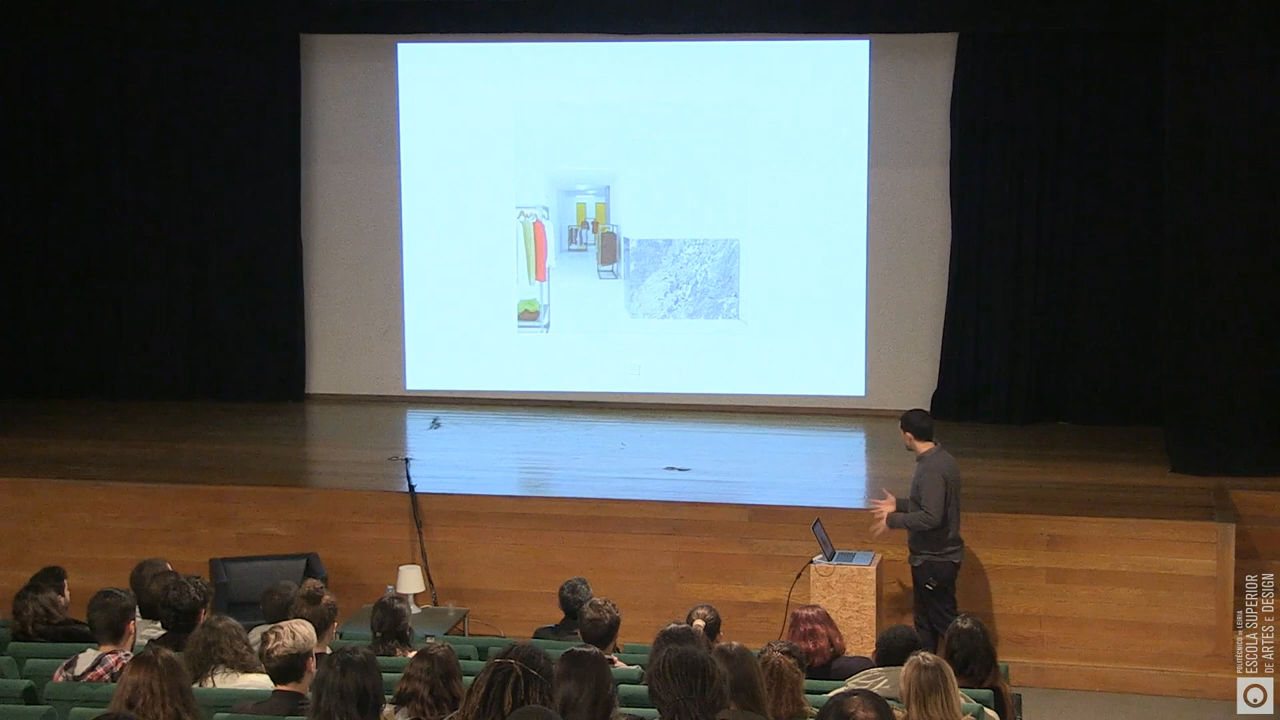 POLITÉCNICO DE LEIRIA
ESCOLA SUPERIOR
DE ARTES E DESIGN